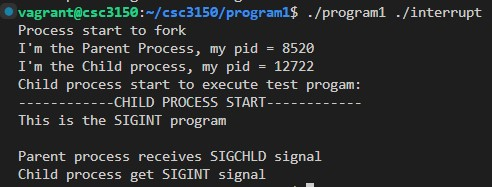 vagrant@csc3150:~/csc3150/program1$ ./program1 ./interrupt
Process start to fork
I'm the Parent Process, my pid = 8520
I'm the Child process, my pid = 12722
Child process start to execute test progam:
------------CHILD PROCESS START------------
This is the SIGINT program
Parent process receives SIGCHLD signal
Child process get SIGINT signal